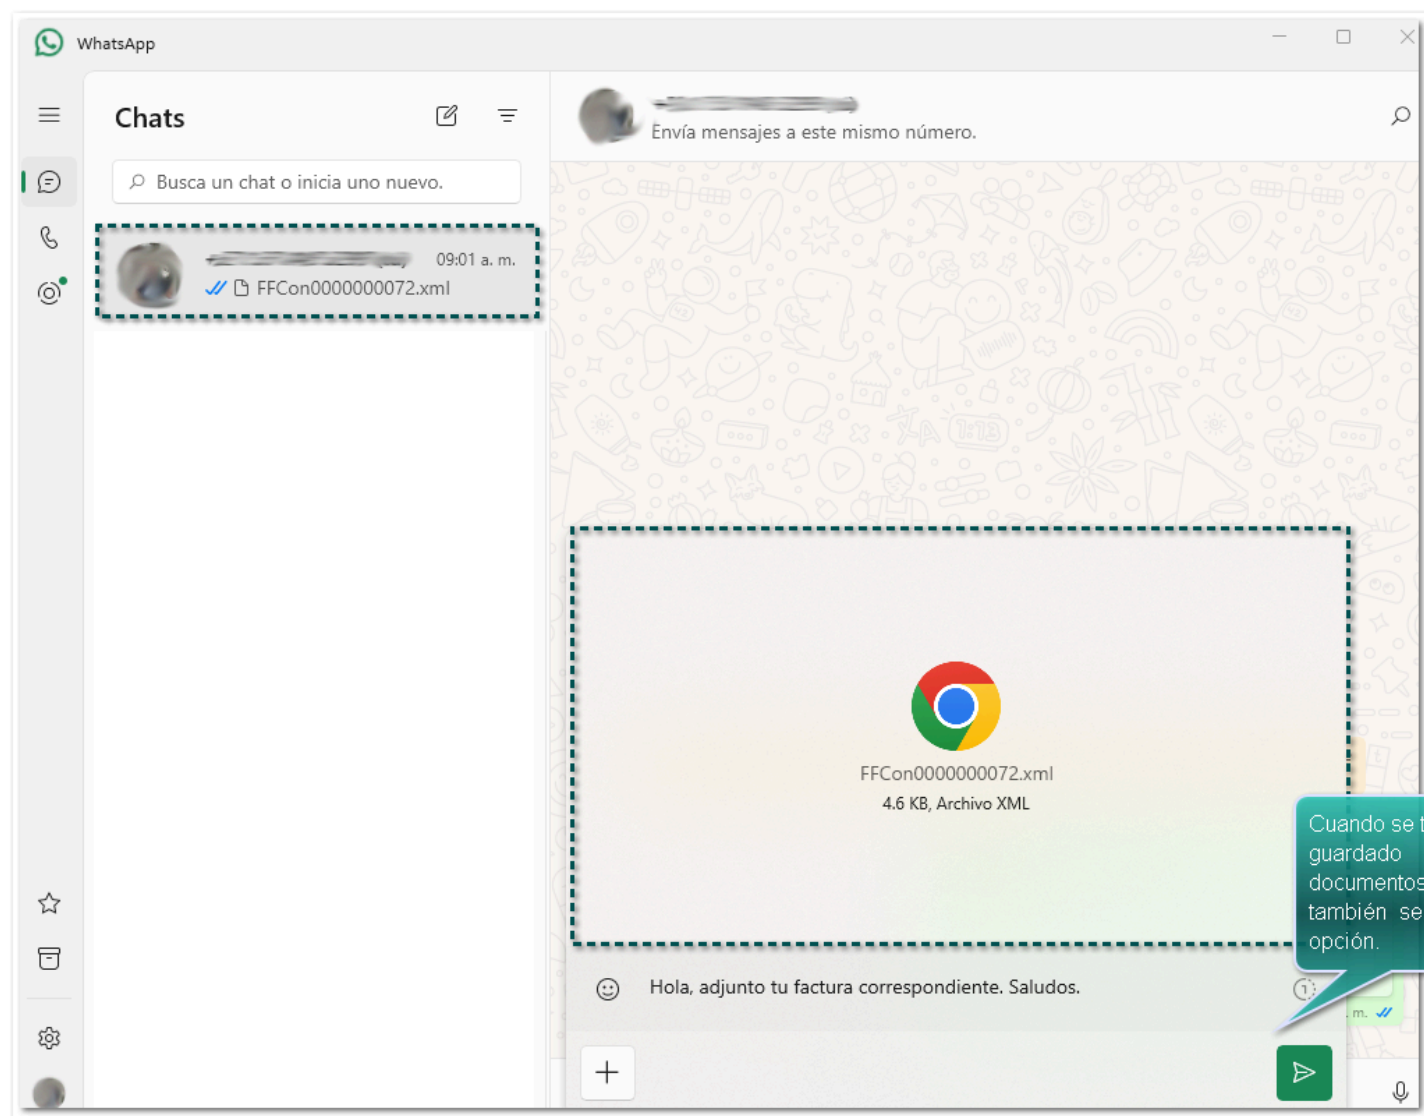 WhatsApp
Chats
Busca un chat o inicia uno nuevo.
09:01 a. m.
FFCon0000000072.xml
Envía mensajes a este mismo número.
FFCon0000000072.xml
4.6 KB, Archivo XML
Cuando se
guardado
documentos
también se
opción.
Hola, adjunto tu factura correspondiente. Saludos.
1
. m.